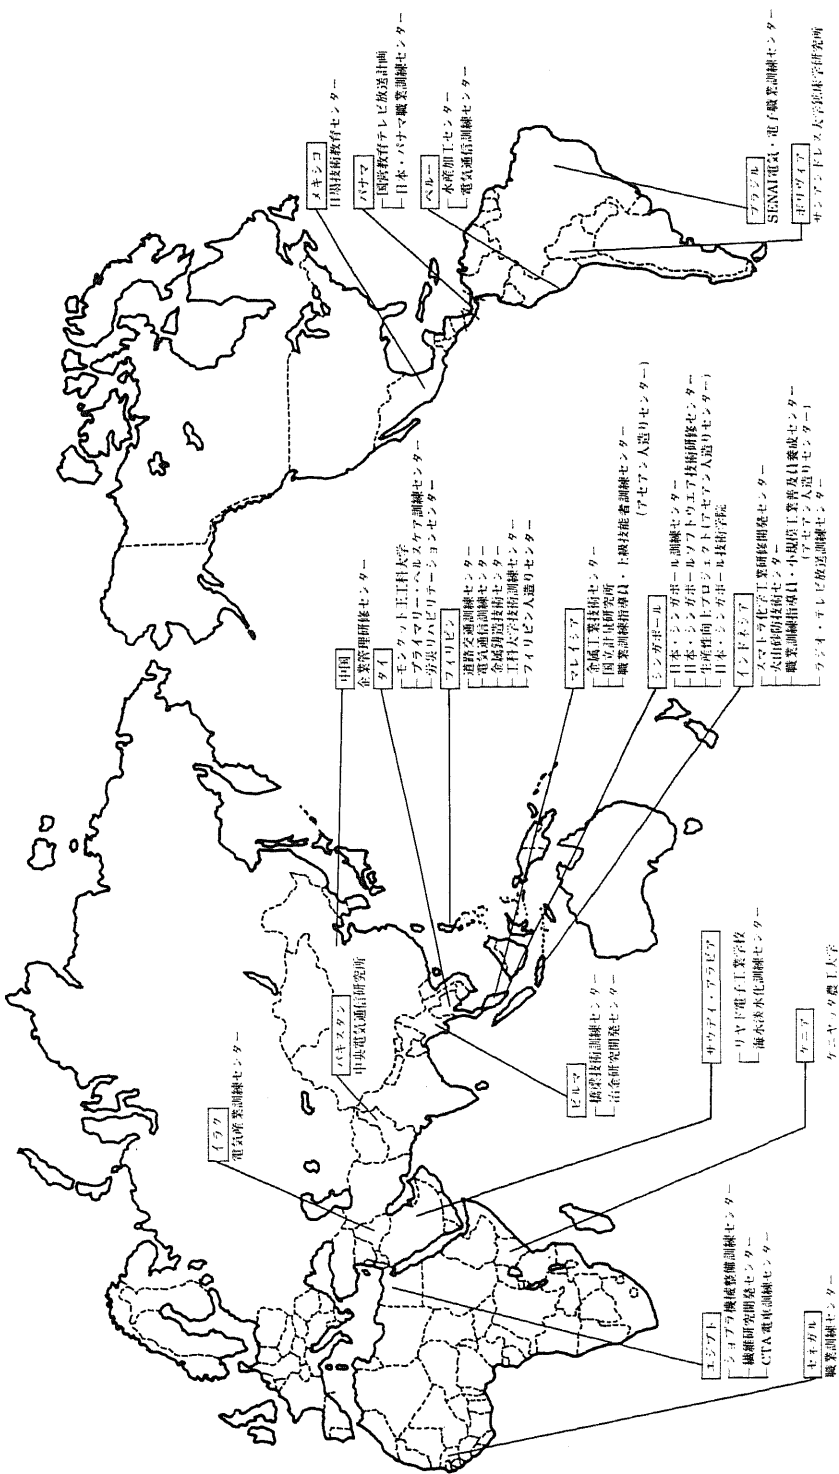 メキシコ
日墨技術教育センター
パナマ
国営教育テレビ放送計画
日本・パナマ職業訓練センター
ペルー
水産加工センター
電気通信訓練センター
ブラジル
SENAI電気・電子職業訓練センター
ボリヴィア
サンアンドレス大学鉱床学研究所
中国
企業管理研修センター
タイ
モンクット王工科大学
プライマリー・ヘルスケア訓練センター
労災リハビリテーションセンター
フィリピン
道路交通訓練センター
電気通信訓練センター
金属鋳造技術センター
工科大学技術訓練センター
フィリピン人造りセンター
マレイシア
金属工業技術センター
国立計量研究所
職業訓練指導員・上級技能者訓練センター
(アセアン人造りセンター)
シンガポール
日本・シンガポール訓練センター
日本・シンガポールソフトウエア技術研修センター
生産性向上プロジェクト(アセアン人造りセンター)
日本・シンガポール技術学院
インドネシア
スマトラ化学工業研修開発センター
火山砂防技術センター
職業訓練指導員・小規模工業普及員養成センター
(アセアン人造りセンター)
ラジオ・テレビ放送訓練センター
イラク
電気産業訓練センター
パキスタン
中央電気通信研究所
ビルマ
橋梁技術訓練センター
冶金研究開発センター
サウディ・アラビア
リヤド電子工業学校
海水淡水化訓練センター
ケニア
ケニヤッタ農工大学
エジプト
ショブラ機械整備訓練センター
繊維研究開発センター
CTA電車訓練センター
セネガル
職業訓練センター